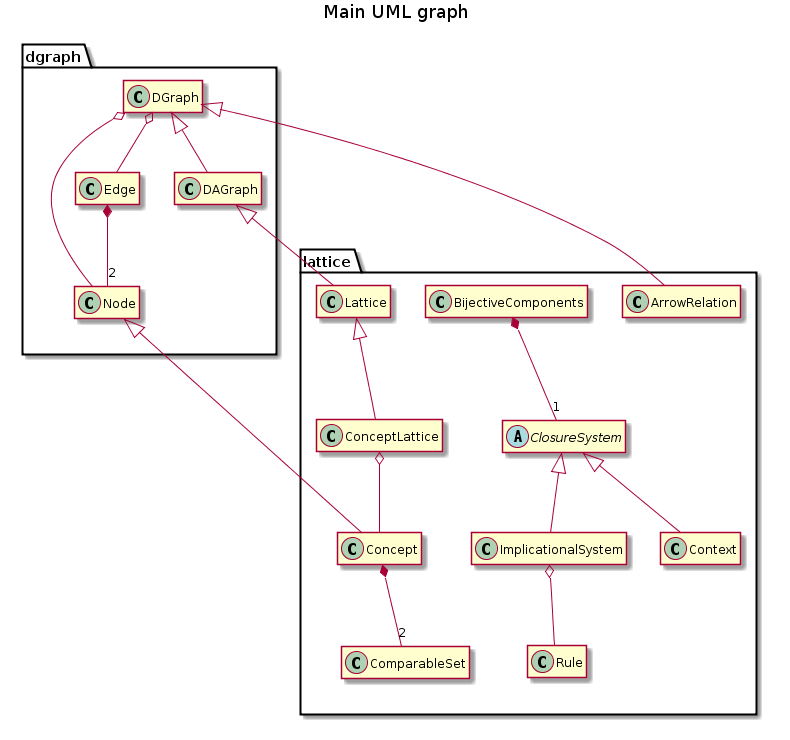 Main UML graph
dgraph
C DGraph
C Edge
C DAGraph
2
C Node
lattice
C Lattice
C BijectiveComponents
C ArrowRelation
1
C ConceptLattice
A ClosureSystem
C Concept
C ImplicationalSystem
C Context
2
C ComparableSet
C Rule